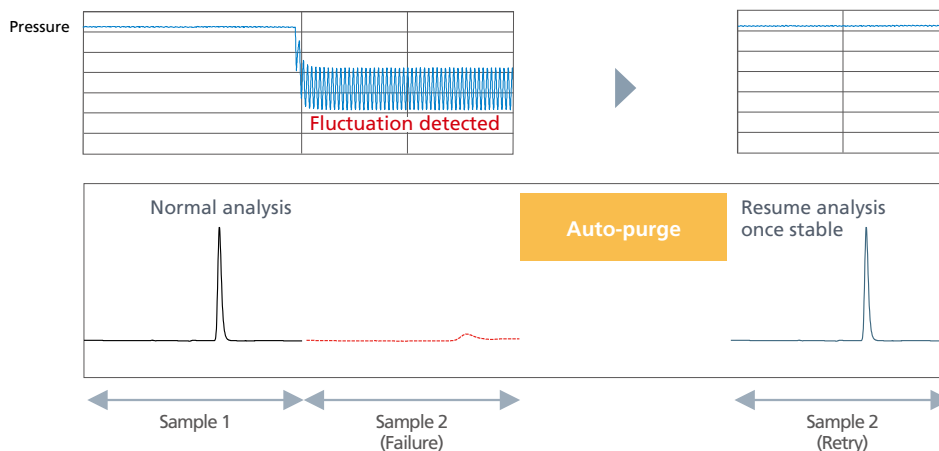 Pressure
Fluctuation detected
Normal analysis
Auto-purge
Resume analysis
once stable
Sample 1
Sample 2
(Failure)
Sample 2
(Retry)